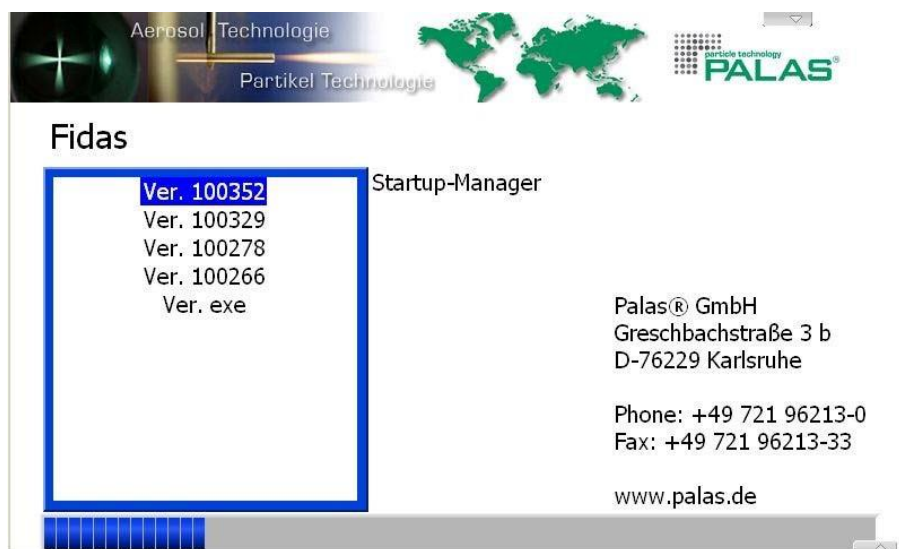 Aerosol Technologie
Partikel Technologie
particle technology
PALAS®
Fidas
Ver. 100352
Ver. 100329
Ver. 100278
Ver. 100266
Ver. exe
Startup-Manager
Palas® GmbH
Greschbachstraße 3 b
D-76229 Karlsruhe
Phone: +49 721 96213-0
Fax: +49 721 96213-33
www.palas.de